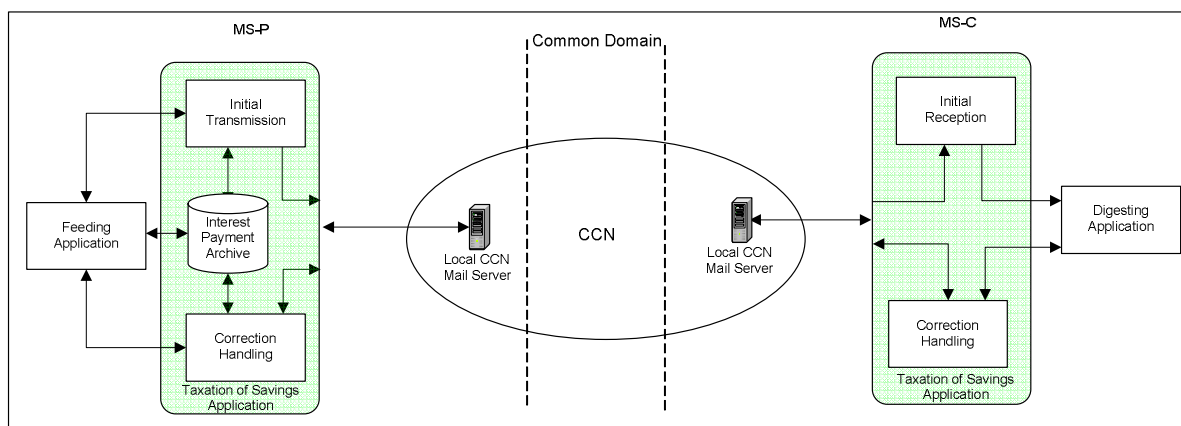 MS-P
MS-C
Common Domain
Initial
Transmission
Initial
Reception
Feeding
Application
Interest
Payment
Archive
CCN
Digesting
Application
Local CCN
Mail Server
Local CCN
Mail Server
Correction
Handling
Correction
Handling
Taxation of Savings
Application
Taxation of Savings
Application